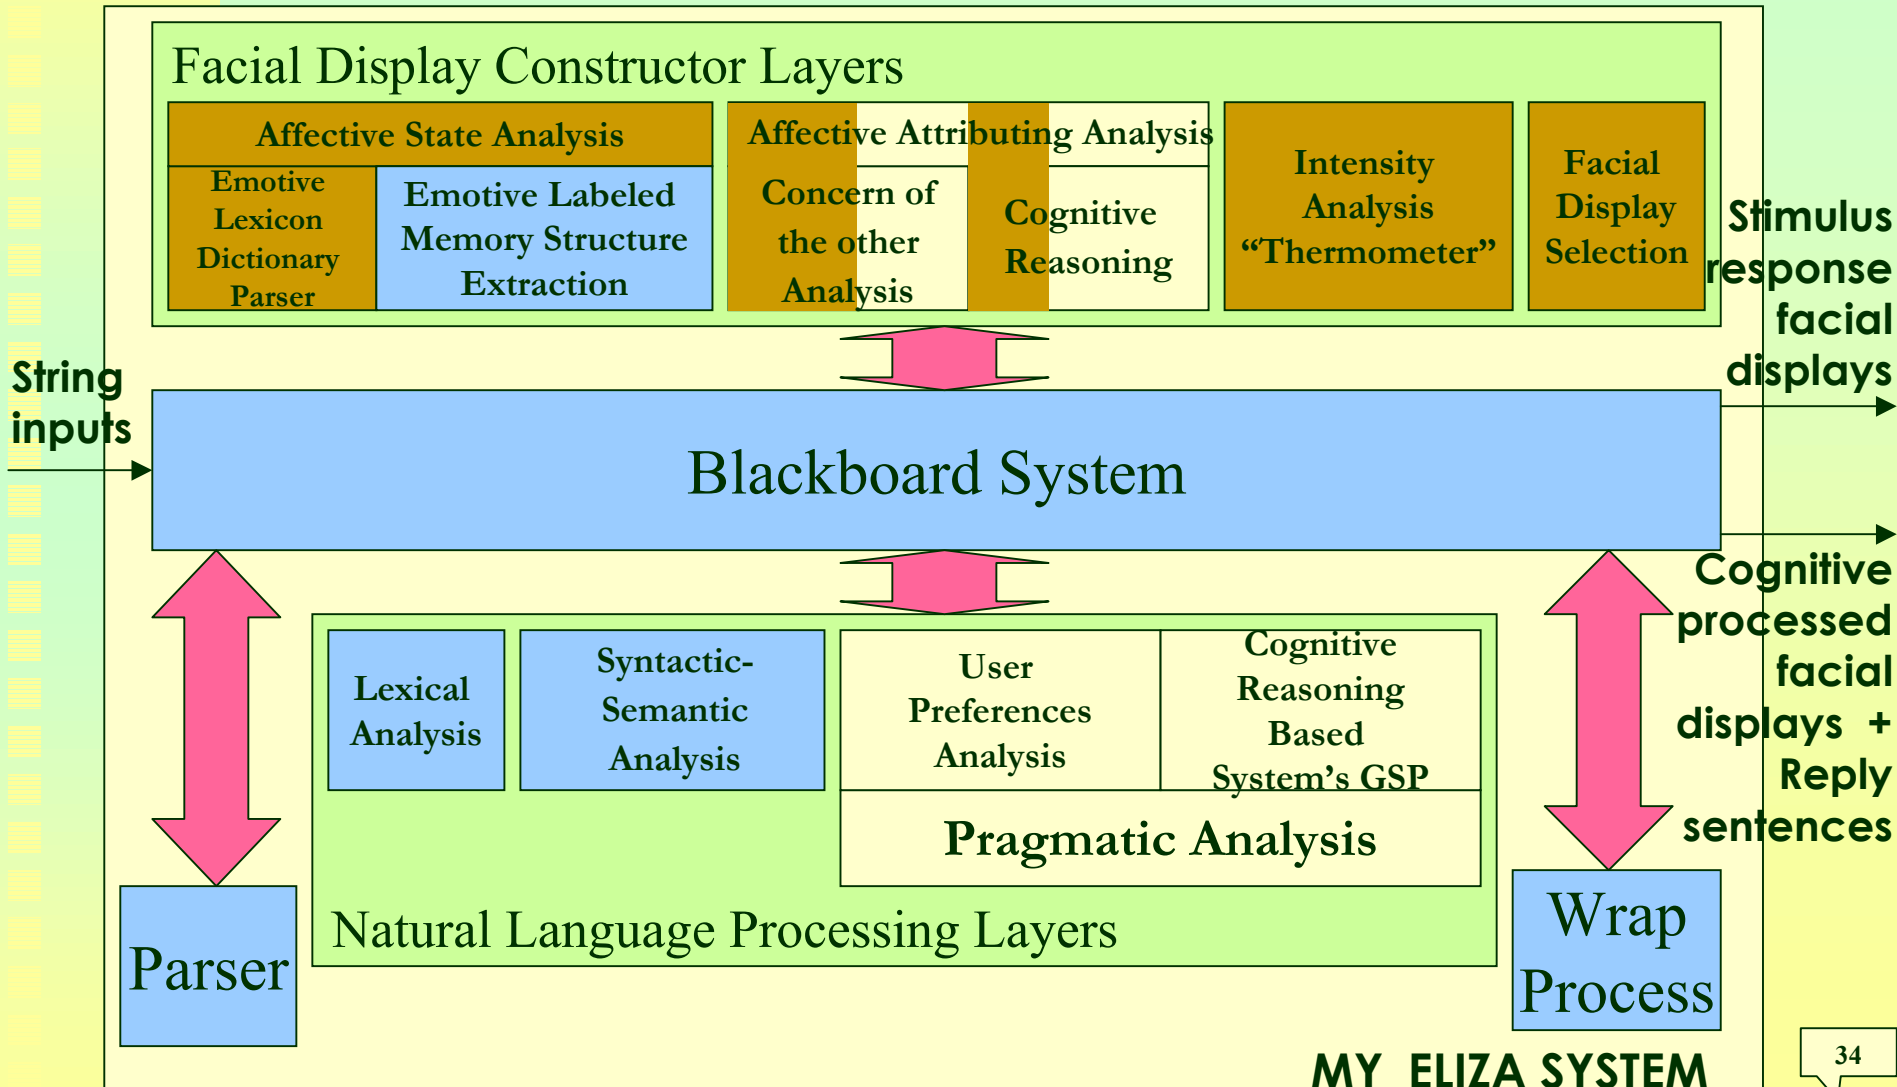 Facial Display Constructor Layers
Affective State Analysis
Emotive
Lexicon
Dictionary
Parser
Emotive Labeled
Memory Structure
Extraction
Affective Attributing Analysis
Concern of
the other
Analysis
Cognitive
Reasoning
Intensity
Analysis
“Thermometer”
Facial
Display
Selection
Stimulus
response
facial
displays
String
inputs
Blackboard System
Cognitive
processed
facial
displays +
Reply
sentences
Lexical
Analysis
Syntactic-
Semantic
Analysis
User
Preferences
Analysis
Cognitive
Reasoning
Based
System’s GSP
Pragmatic Analysis
Natural Language Processing Layers
Parser
Wrap
Process
MY ELIZA SYSTEM
34